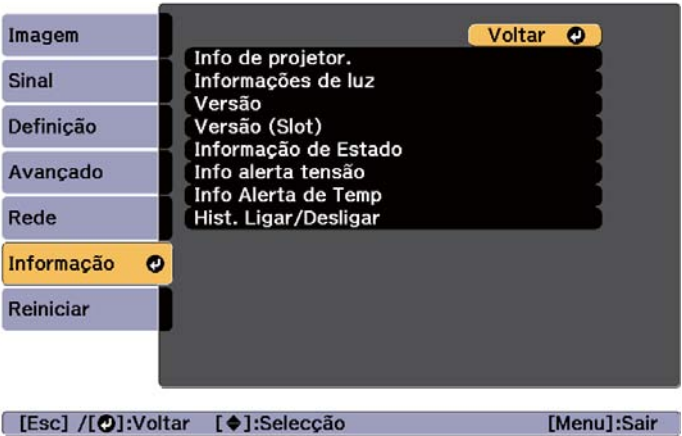 Imagem
Sinal
Definição
Avançado
Rede
Informação
Reiniciar
Voltar
Info de projetor.
Informações de luz
Versão
Versão (Slot)
Informação de Estado
Info alerta tensão
Info Alerta de Temp
Hist. Ligar/Desligar
[Esc] /[⏎]:Voltar [◆]:Selecção [Menu]:Sair